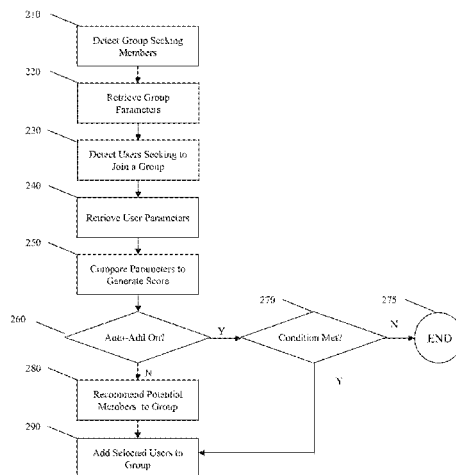 210
Detect Group Seeking
Members
220
Retrieve Group
Parameters
230
Detect Users Seeking to
Join a Group
240
Retrieve User Parameters
250
Compare Parameters to
Generate Score
260
Auto-Add On?
Y
270
Condition Met?
N
275
END
N
Y
280
Recommend Potential
Members to Group
290
Add Selected Users to
Group